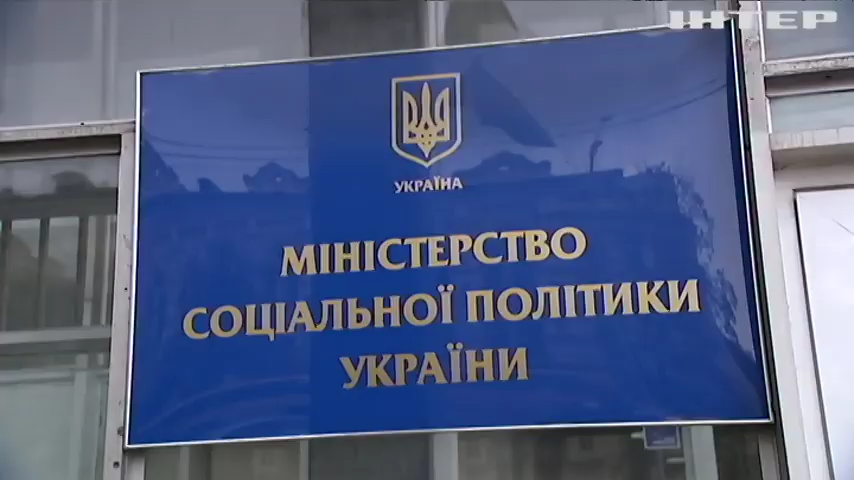 ІНТЕР
УКРАЇНА
МІНІСТЕРСТВО
СОЦІАЛЬНОЇ ПОЛІТИКИ
УКРАЇНИ